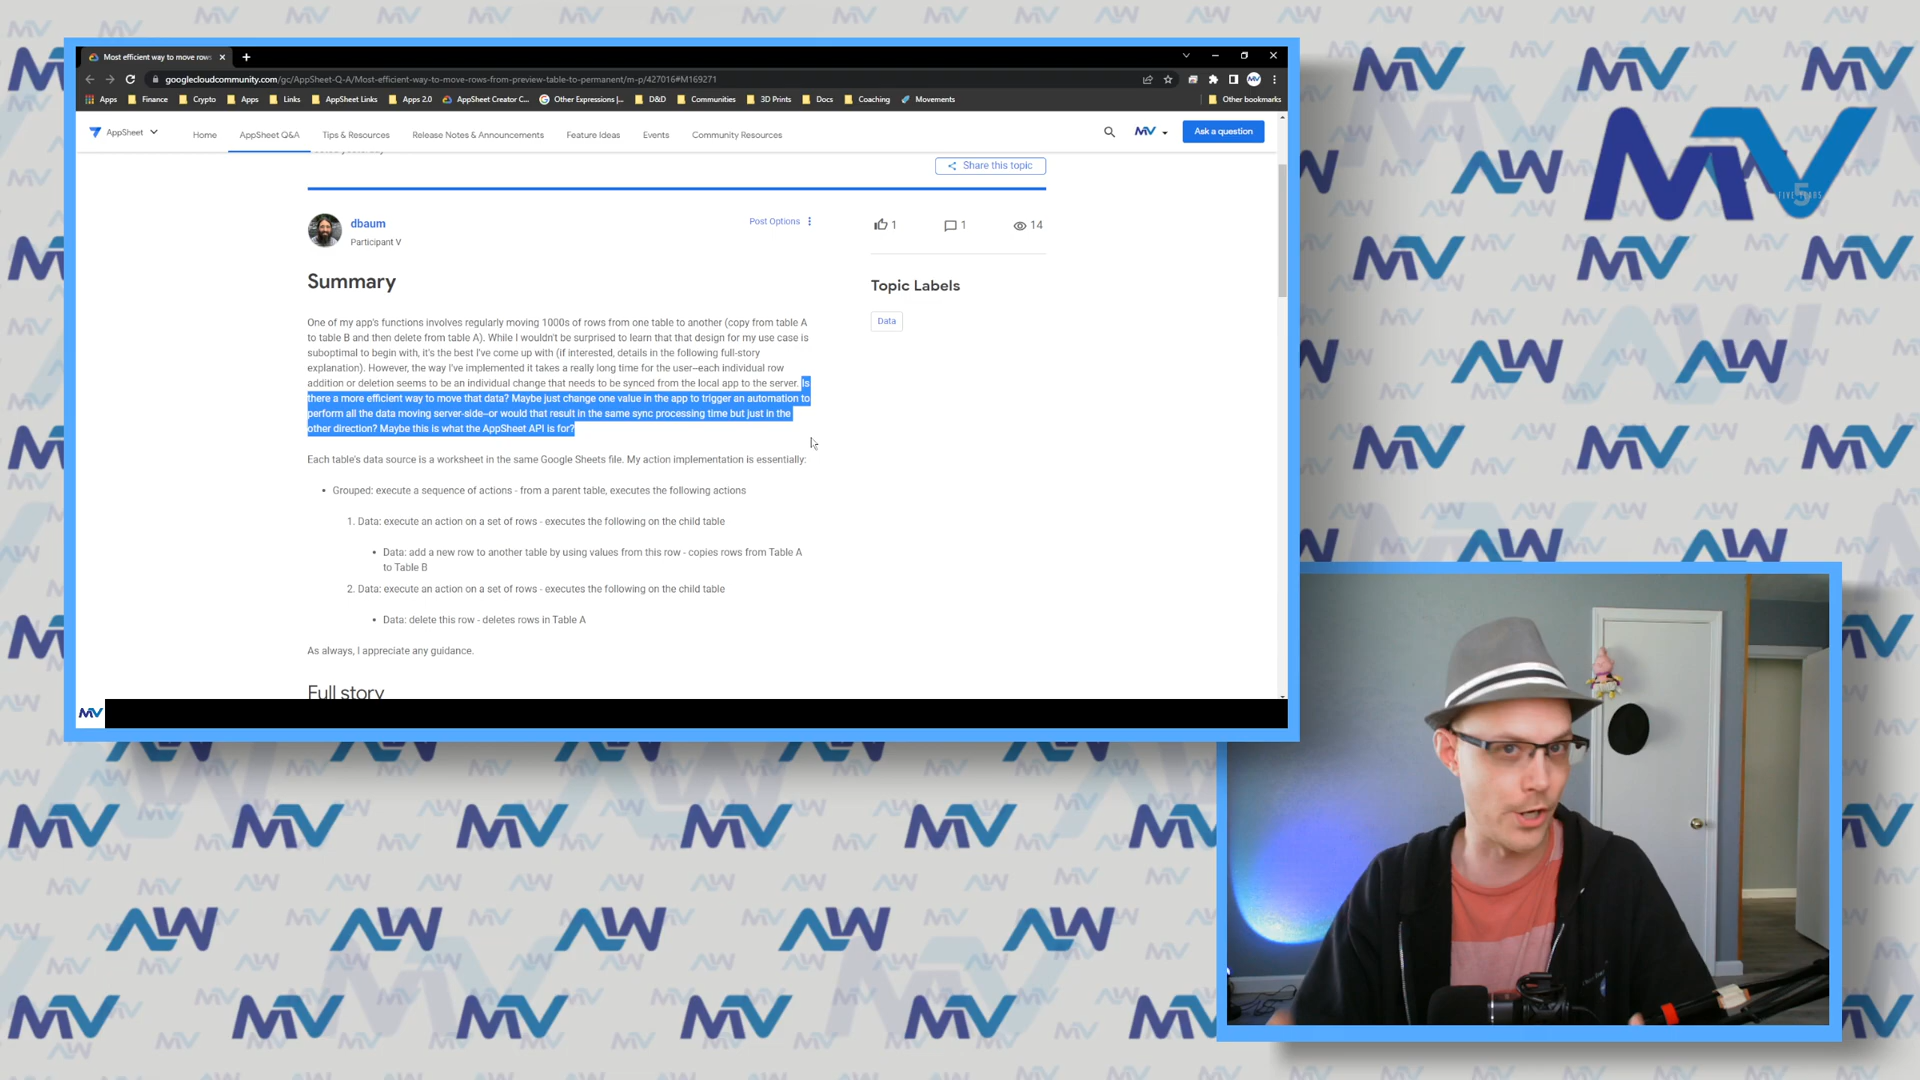 Most efficient way to move rows
googlecloudcommunity.com/gc/AppSheet-Q-A/Most-efficient-way-to-move-rows-from-preview-table-to-permanent/m-p/427016#M169271
Apps Finance Crypto Apps Links AppSheet Links Apps 2.0 AppSheet Creator C... Other Expressions |... D&D Communities 3D Prints Docs Coaching Movements Other bookmarks
AppSheet Home AppSheet Q&A Tips & Resources Release Notes & Announcements Feature Ideas Events Community Resources MV Ask a question
Share this topic
dbaum Post Options 1 1 14
Participant V
Summary
Topic Labels
Data
One of my app's functions involves regularly moving 1000s of rows from one table to another (copy from table A
to table B and then delete from table A). While I wouldn't be surprised to learn that that design for my use case is
suboptimal to begin with, it's the best I've come up with (if interested, details in the following full-story
explanation). However, the way I've implemented it takes a really long time for the user–each individual row
addition or deletion seems to be an individual change that needs to be synced from the local app to the server. Is
there a more efficient way to move that data? Maybe just change one value in the app to trigger an automation to
perform all the data moving server-side–or would that result in the same sync processing time but just in the
other direction? Maybe this is what the AppSheet API is for?
Each table's data source is a worksheet in the same Google Sheets file. My action implementation is essentially:
• Grouped: execute a sequence of actions - from a parent table, executes the following actions
1. Data: execute an action on a set of rows - executes the following on the child table
• Data: add a new row to another table by using values from this row - copies rows from Table A
to Table B
2. Data: execute an action on a set of rows - executes the following on the child table
• Data: delete this row - deletes rows in Table A
As always, I appreciate any guidance.
Full story
MV
MV
FIVE YEARS
5